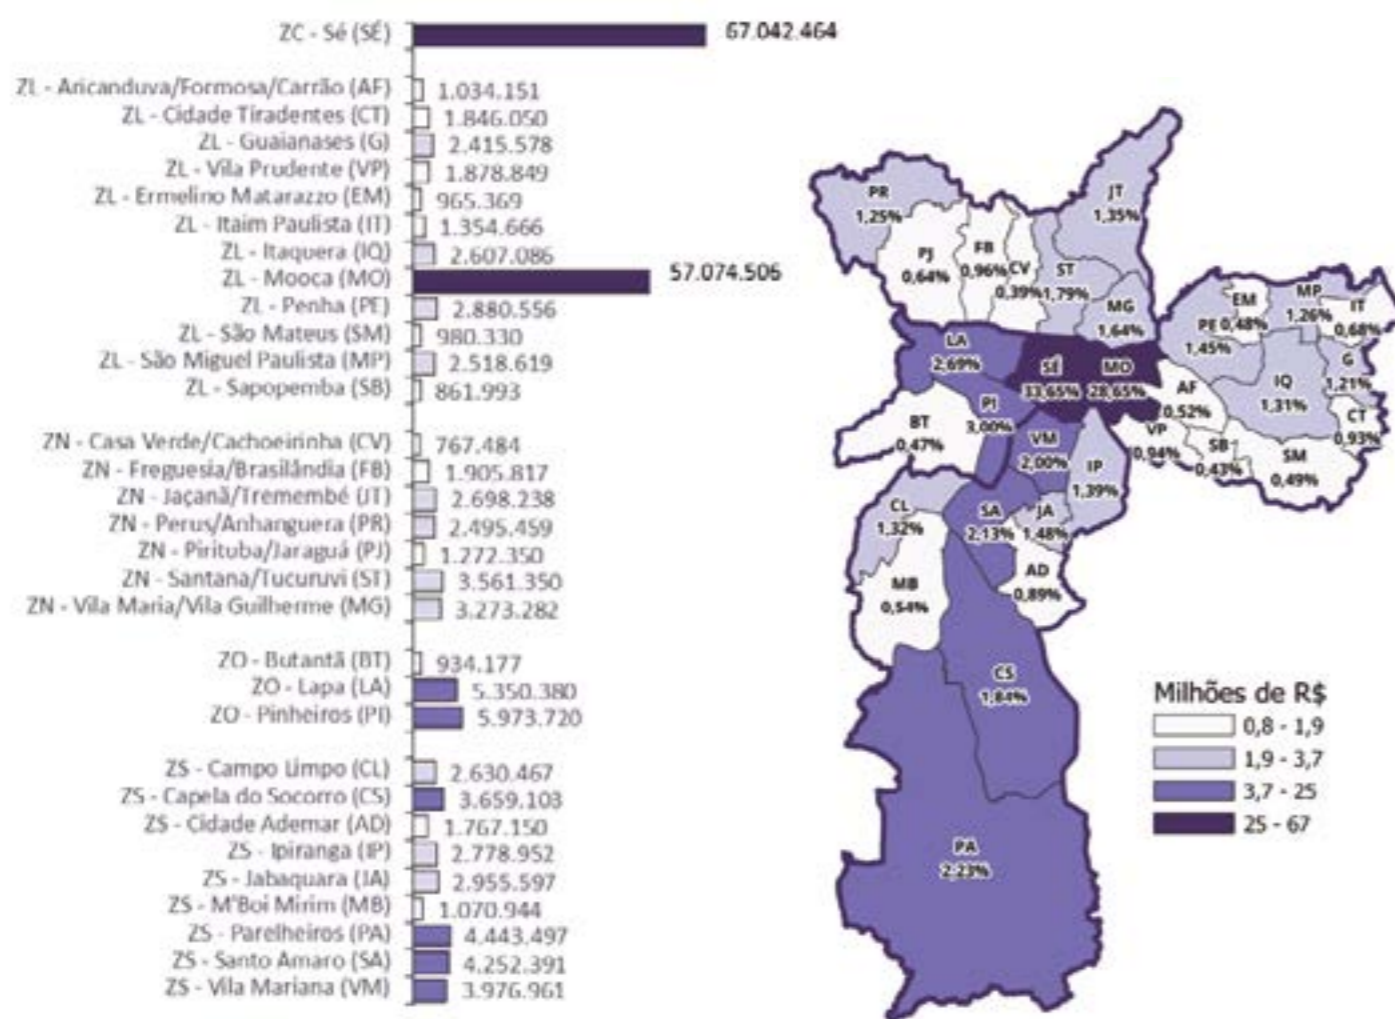 ZC - Sé (SÉ) 67.042.464
ZL - Aricanduva/Formosa/Carrão (AF) 1.034.151
ZL - Cidade Tiradentes (CT) 1.846.050
ZL - Guaianases (G) 2.415.578
ZL - Vila Prudente (VP) 1.878.849
ZL - Ermelino Matarazzo (EM) 965.369
ZL - Itaim Paulista (IT) 1.354.666
ZL - Itaquera (IQ) 2.607.086
ZL - Mooca (MO) 57.074.506
ZL - Penha (PE) 2.880.556
ZL - São Mateus (SM) 980.330
ZL - São Miguel Paulista (MP) 2.518.619
ZL - Sapopemba (SB) 861.993
ZN - Casa Verde/Cachoeirinha (CV) 767.484
ZN - Freguesia/Brasilândia (FB) 1.905.817
ZN - Jaçanã/Tremembé (JT) 2.698.238
ZN - Perus/Anhanguera (PR) 2.495.459
ZN - Pirituba/Jaraguá (PJ) 1.272.350
ZN - Santana/Tucuruvi (ST) 3.561.350
ZN - Vila Maria/Vila Guilherme (MG) 3.273.282
ZO - Butantã (BT) 934.177
ZO - Lapa (LA) 5.350.380
ZO - Pinheiros (PI) 5.973.720
ZS - Campo Limpo (CL) 2.630.467
ZS - Capela do Socorro (CS) 3.659.103
ZS - Cidade Ademar (AD) 1.767.150
ZS - Ipiranga (IP) 2.778.952
ZS - Jabaquara (JA) 2.955.597
ZS - M'Boi Mirim (MB) 1.070.944
ZS - Parelheiros (PA) 4.443.497
ZS - Santo Amaro (SA) 4.252.391
ZS - Vila Mariana (VM) 3.976.961
PR
1,25%
JT
1,35%
PJ
0,64%
FB
0,96%
CV
0,39%
ST
1,79%
MG
1,64%
EM
0,48%
MP
1,26%
IT
0,68%
PE
1,45%
LA
2,69%
SÉ
33,65%
MO
28,65%
G
1,21%
IQ
1,31%
AF
0,52%
CT
0,93%
BT
0,47%
PI
3,00%
VM
2,00%
VP
0,94%
SB
0,43%
SM
0,49%
IP
1,39%
CL
1,32%
SA
2,13%
JA
1,48%
AD
0,89%
MB
0,54%
CS
1,84%
PA
2,23%
Milhões de R$
0,8 - 1,9
1,9 - 3,7
3,7 - 25
25 - 67